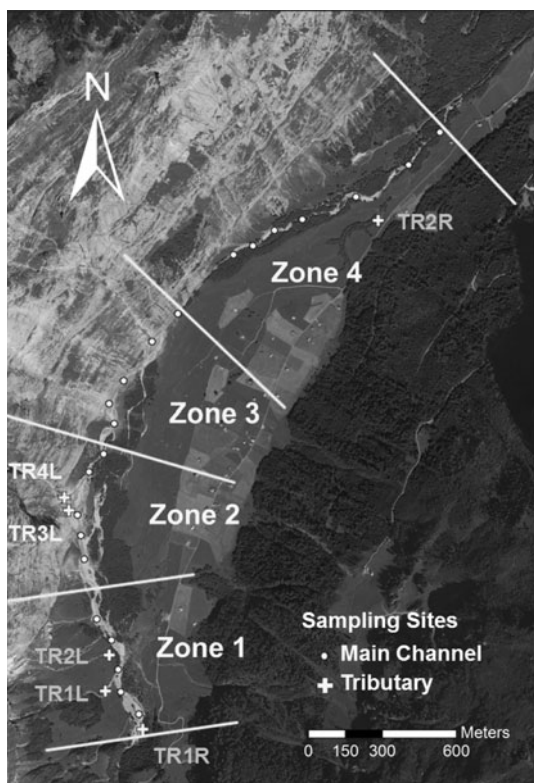 N
TR2R
Zone 4
Zone 3
TR4L
Zone 2
TR3L
Sampling Sites
Main Channel
Tributary
Zone 1
TR2L
TR1L
TR1R
Meters
0 150 300 600